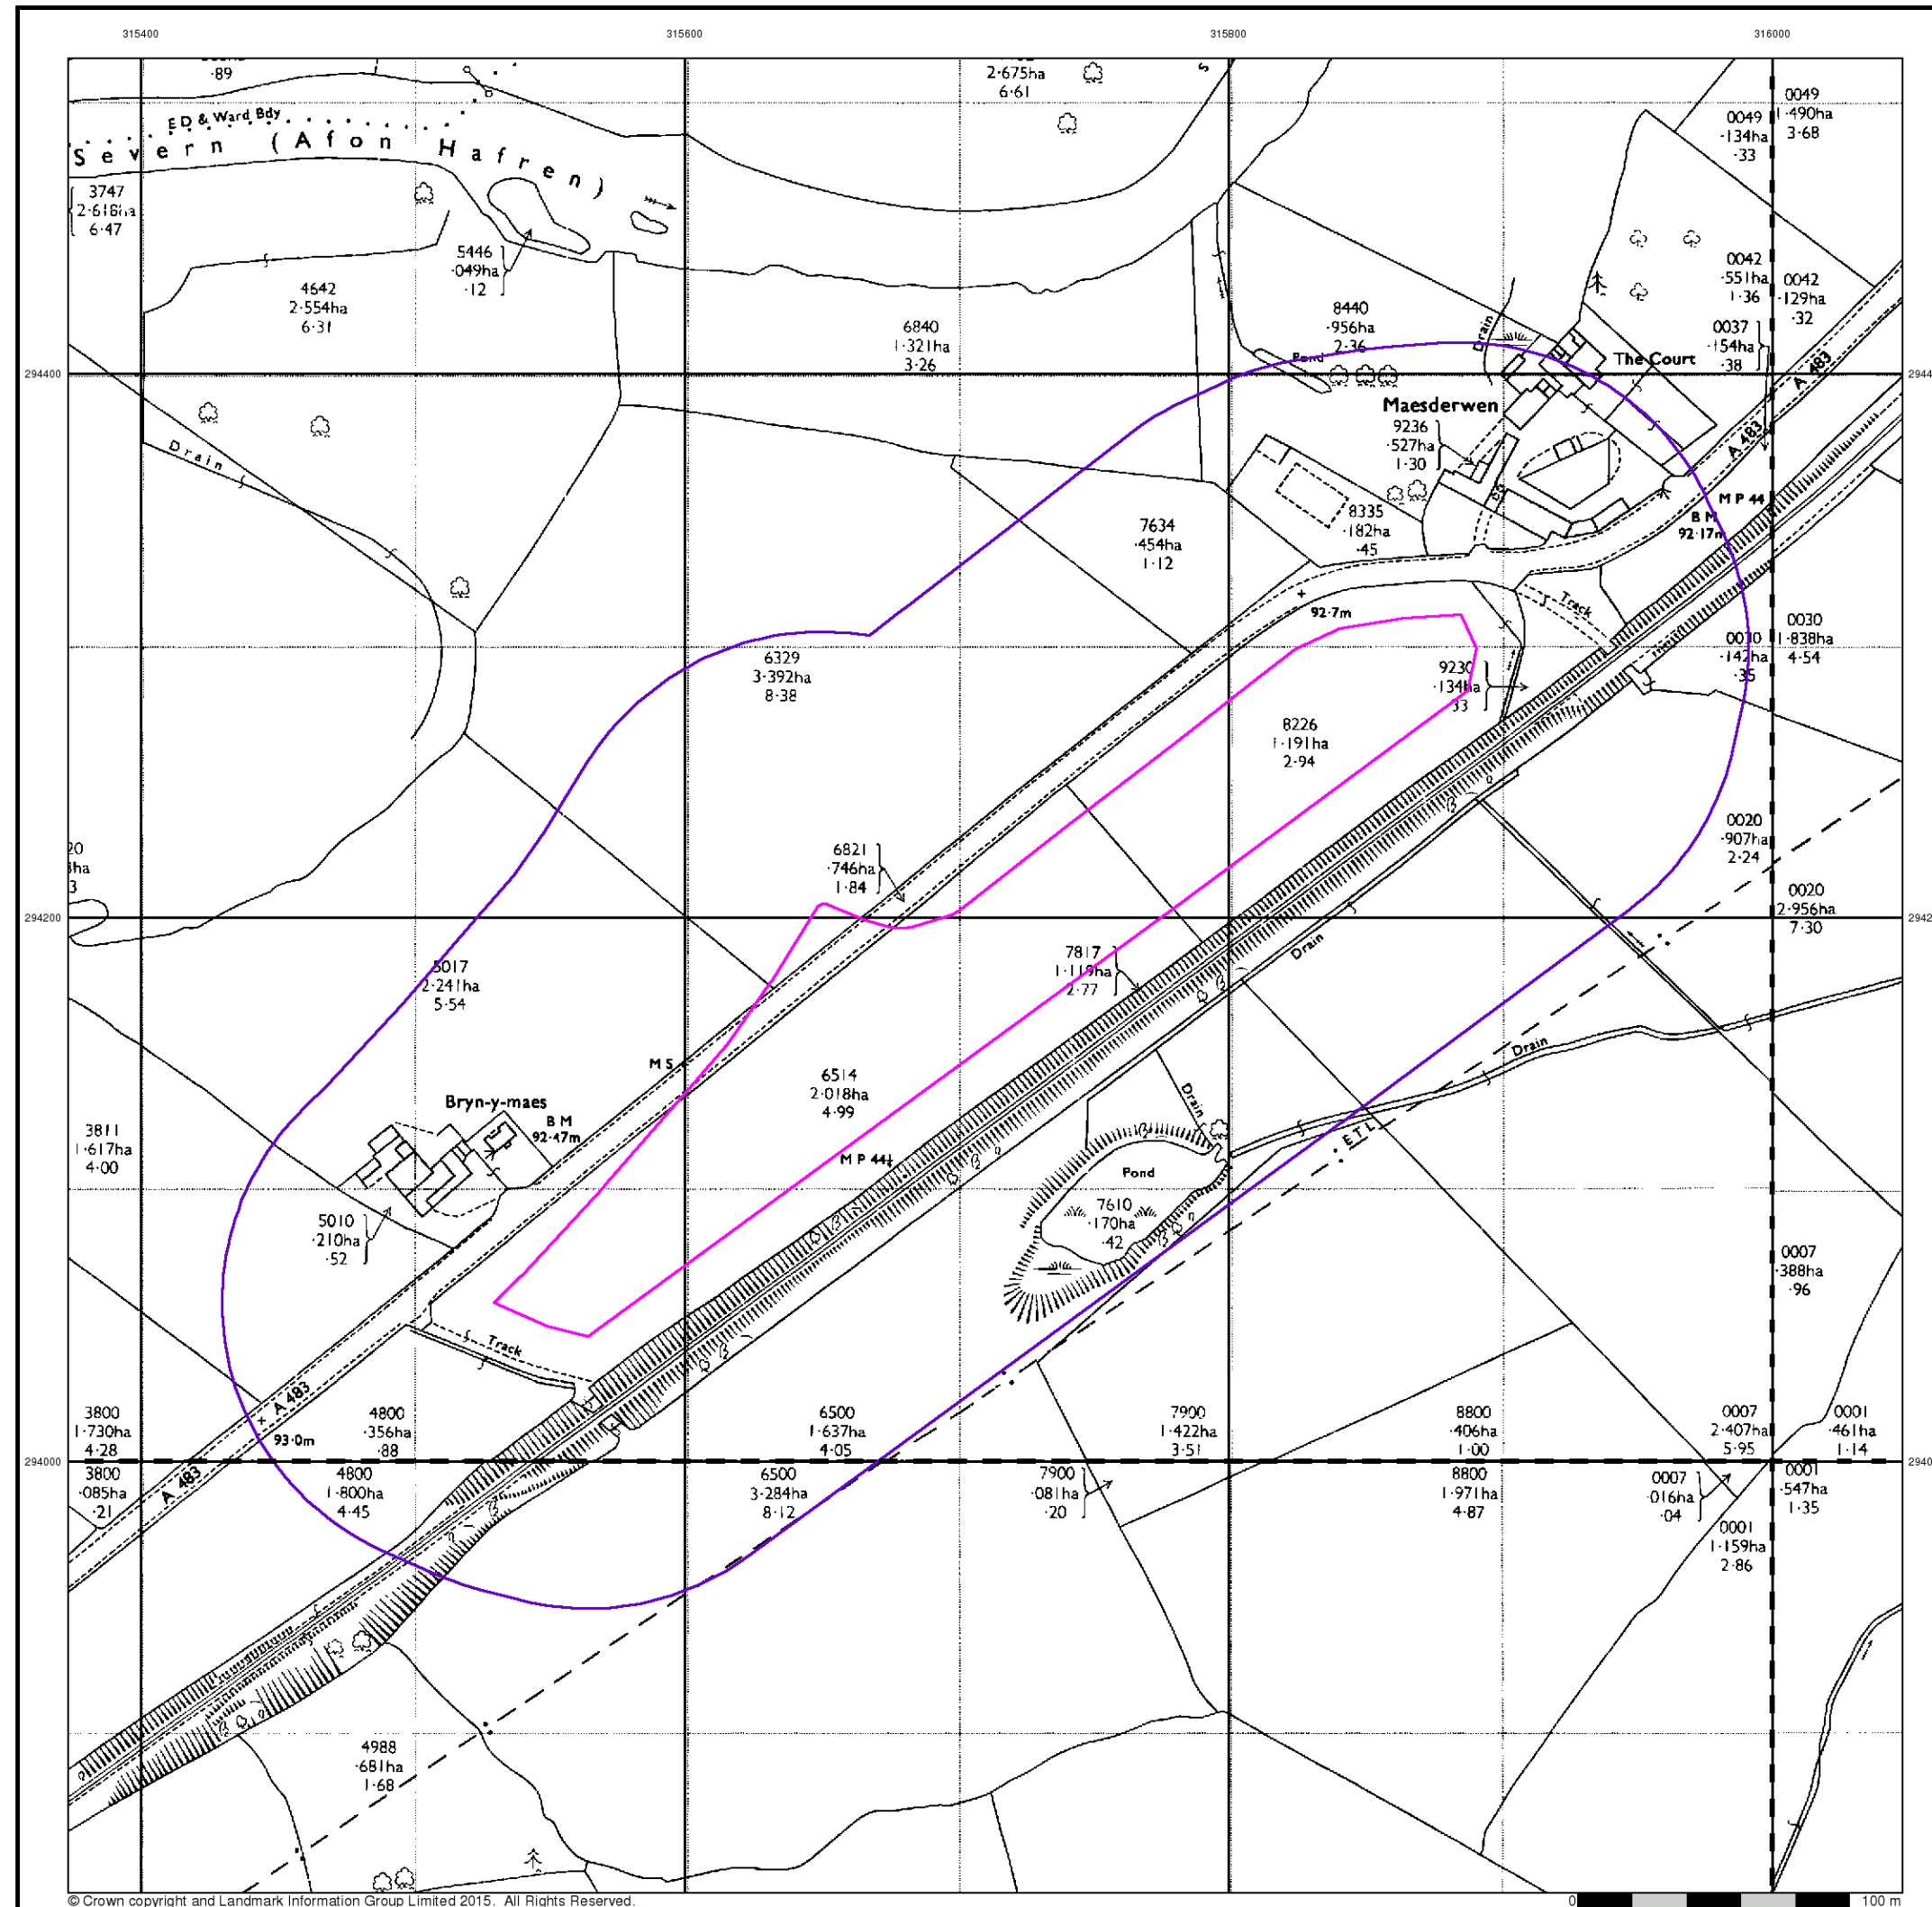 315400
315600
315800
316000
·89
2·675ha
6·61
S
0049
1·490ha
3·68
0049
·134ha
·33
E D & Ward Bdy
Severn (Afon Hafren)
3747
2·618ha
6·47
5446
·049ha
·12
4642
2·554ha
6·31
6840
1·321ha
3·26
8440
·956ha
2·36
Drain
Pond
0042
·551ha
1·36
0042
·129ha
·32
0037
·154ha
·38
The Court
A 483
294400
Maesderwen
9236
·527ha
1·30
A 483
M P 44
B M
92·17m
Drain
7634
·454ha
1·12
8335
·182ha
·45
92·7m
Track
0030
·142ha
·35
0030
1·838ha
4·54
6329
3·392ha
8·38
9230
·134ha
·33
8226
1·191ha
2·94
6821
·746ha
1·84
0020
·907ha
2·24
0020
2·956ha
7·30
294200
5017
2·241ha
5·54
7817
1·119ha
2·77
Drain
M S
6514
2·018ha
4·99
Drain
Drain
Bryn-y-maes
B M
92·47m
3811
1·617ha
4·00
M P 44¼
E T L
Pond
7610
·170ha
·42
5010
·210ha
·52
0007
·388ha
·96
Track
A 483
93·0m
3800
1·730ha
4·28
4800
·356ha
·88
6500
1·637ha
4·05
7900
1·422ha
3·51
8800
·406ha
1·00
0007
2·407ha
5·95
0001
·461ha
1·14
294000
3800
·085ha
·21
A 483
4800
1·800ha
4·45
6500
3·284ha
8·12
7900
·081ha
·20
8800
1·971ha
4·87
0007
·016ha
·04
0001
·547ha
1·35
0001
1·159ha
2·86
4988
·681ha
1·68
© Crown copyright and Landmark Information Group Limited 2015. All Rights Reserved.
0
100 m